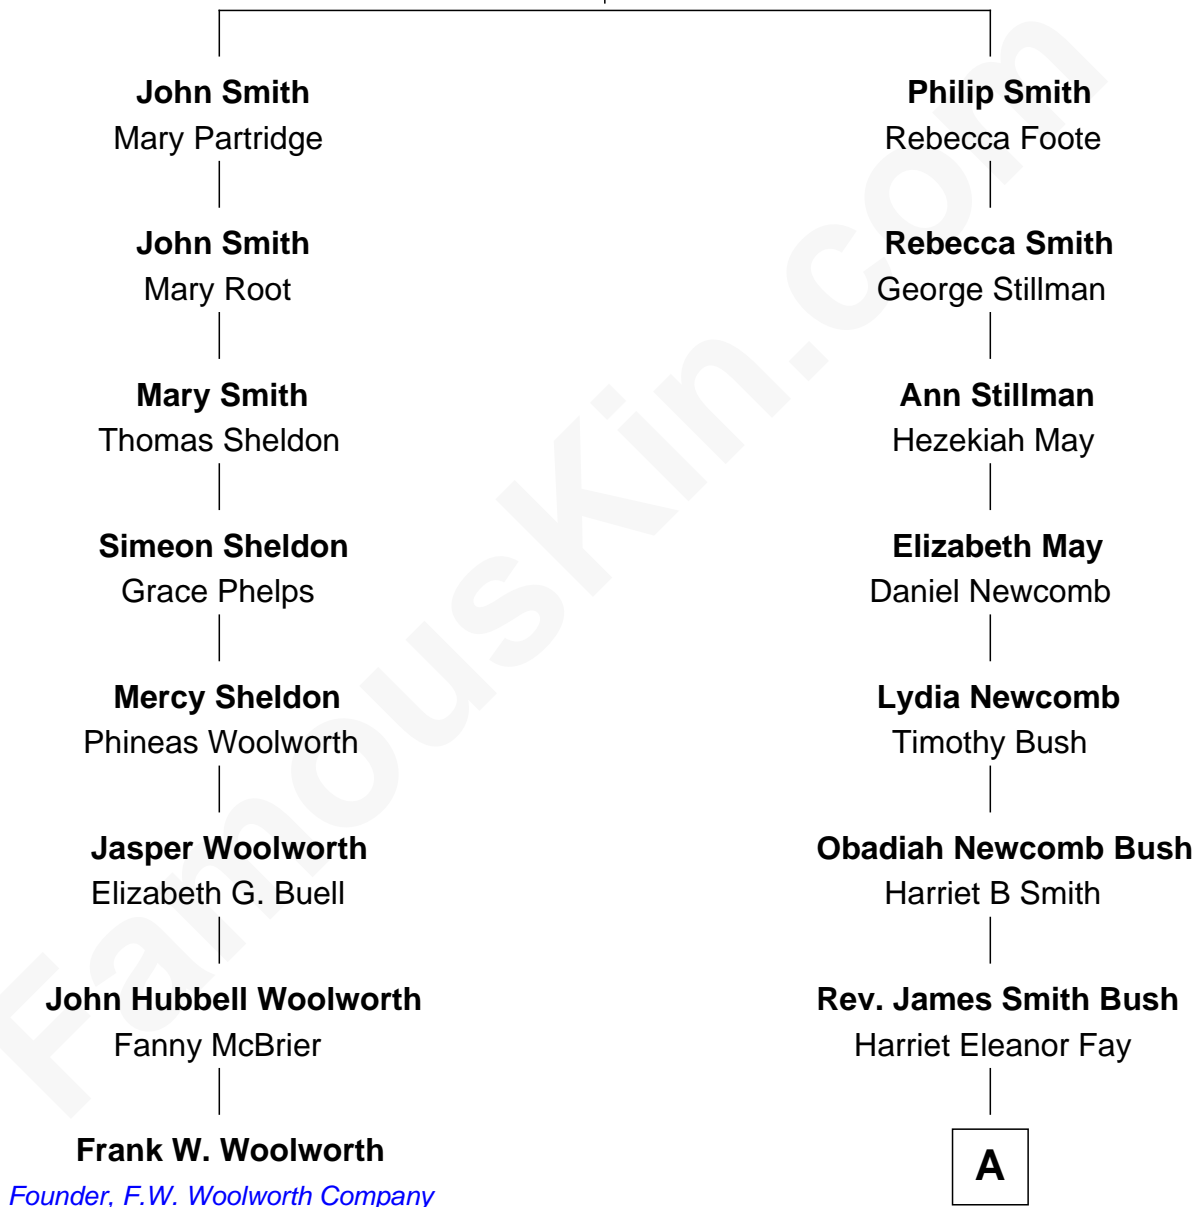 John Smith
Mary Partridge
John Smith
Mary Root
Mary Smith
Thomas Sheldon
Simeon Sheldon
Grace Phelps
Mercy Sheldon
Phineas Woolworth
Jasper Woolworth
Elizabeth G. Buell
John Hubbell Woolworth
Fanny McBrier
Frank W. Woolworth
Founder, F.W. Woolworth Company
Philip Smith
Rebecca Foote
Rebecca Smith
George Stillman
Ann Stillman
Hezekiah May
Elizabeth May
Daniel Newcomb
Lydia Newcomb
Timothy Bush
Obadiah Newcomb Bush
Harriet B Smith
Rev. James Smith Bush
Harriet Eleanor Fay
A
FamousKin.com